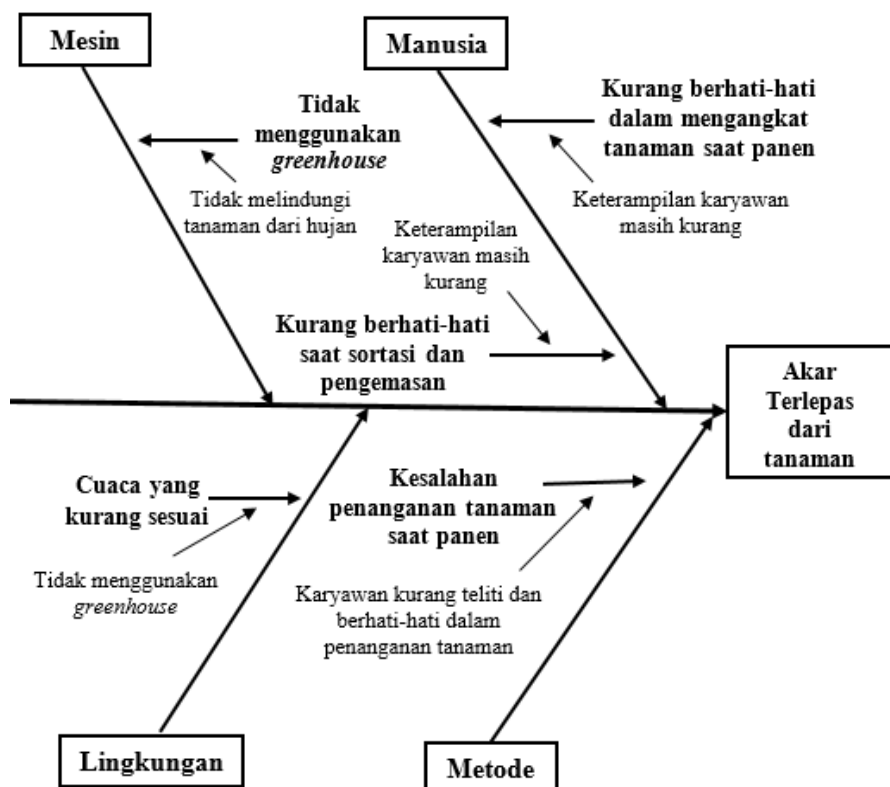 Mesin
Manusia
Tidak
menggunakan
greenhouse
Tidak melindungi
tanaman dari hujan
Kurang berhati-hati
dalam mengangkat
tanaman saat panen
Keterampilan karyawan
masih kurang
Keterampilan
karyawan masih
kurang
Kurang berhati-hati
saat sortasi dan
pengemasan
Akar
Terlepas
dari
tanaman
Cuaca yang
kurang sesuai
Tidak menggunakan
greenhouse
Kesalahan
penanganan tanaman
saat panen
Karyawan kurang teliti dan
berhati-hati dalam
penanganan tanaman
Lingkungan
Metode